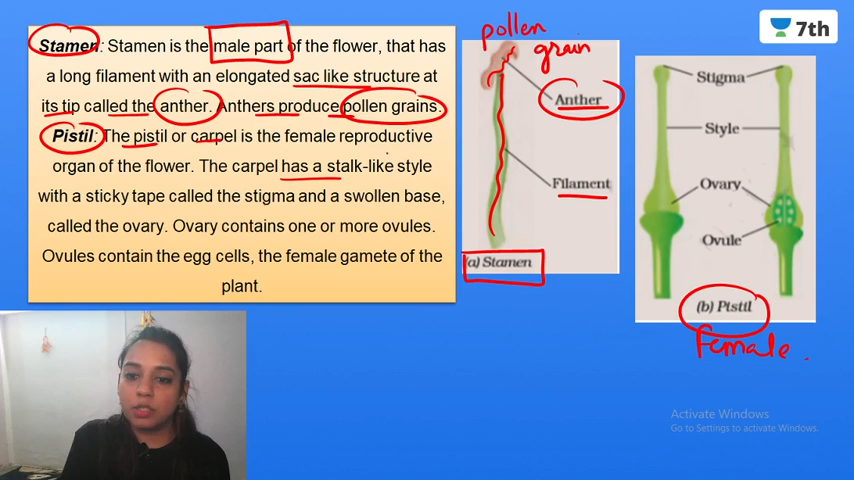 7th
Stamen: Stamen is the male part of the flower, that has
a long filament with an elongated sac like structure at
its tip called the anther. Anthers produce pollen grains.
Pistil: The pistil or carpel is the female reproductive
organ of the flower. The carpel has a stalk-like style
with a sticky tape called the stigma and a swollen base,
called the ovary. Ovary contains one or more ovules.
Ovules contain the egg cells, the female gamete of the
plant.
pollen
grain
Anther
Filament
(a) Stamen
Stigma
Style
Ovary
Ovule
(b) Pistil
Female.
Activate Windows
Go to Settings to activate Windows.